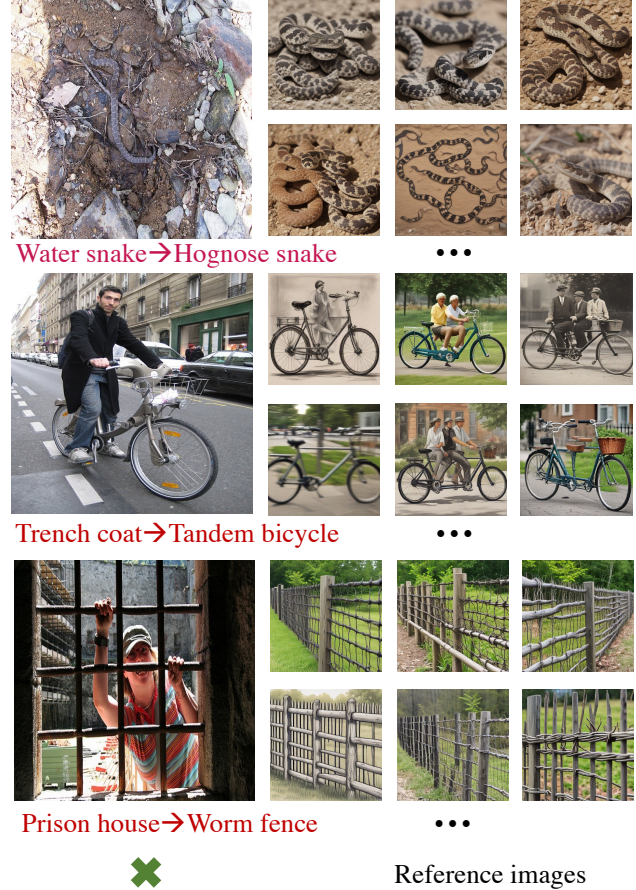 Water snake→Hognose snake
•••
Trench coat→Tandem bicycle
•••
Prison house→Worm fence
•••
Reference images